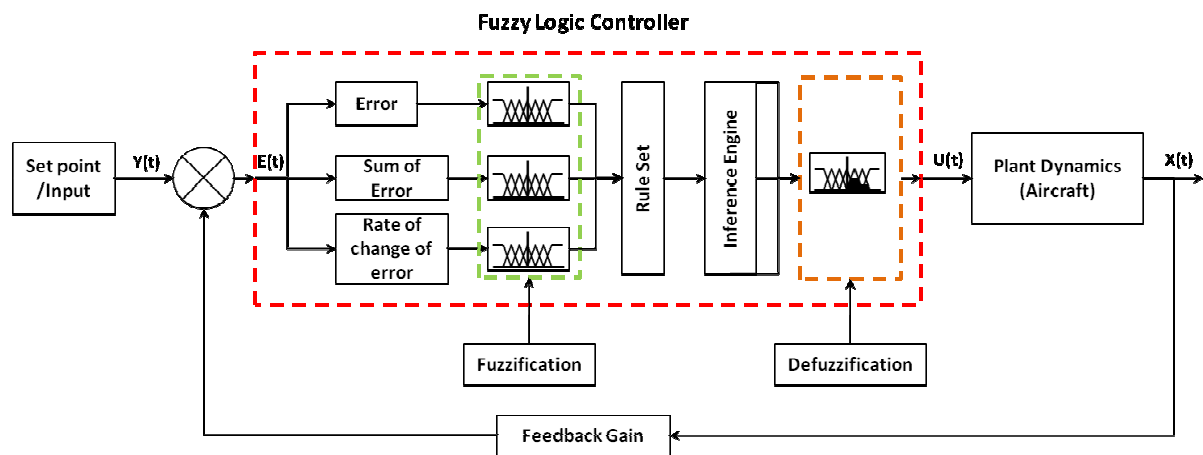 Fuzzy Logic Controller
Set point
/Input
Y(t)
E(t)
Error
Sum of
Error
Rate of
change of
error
Rule Set
Inference Engine
U(t)
Plant Dynamics
(Aircraft)
X(t)
Fuzzification
Defuzzification
Feedback Gain